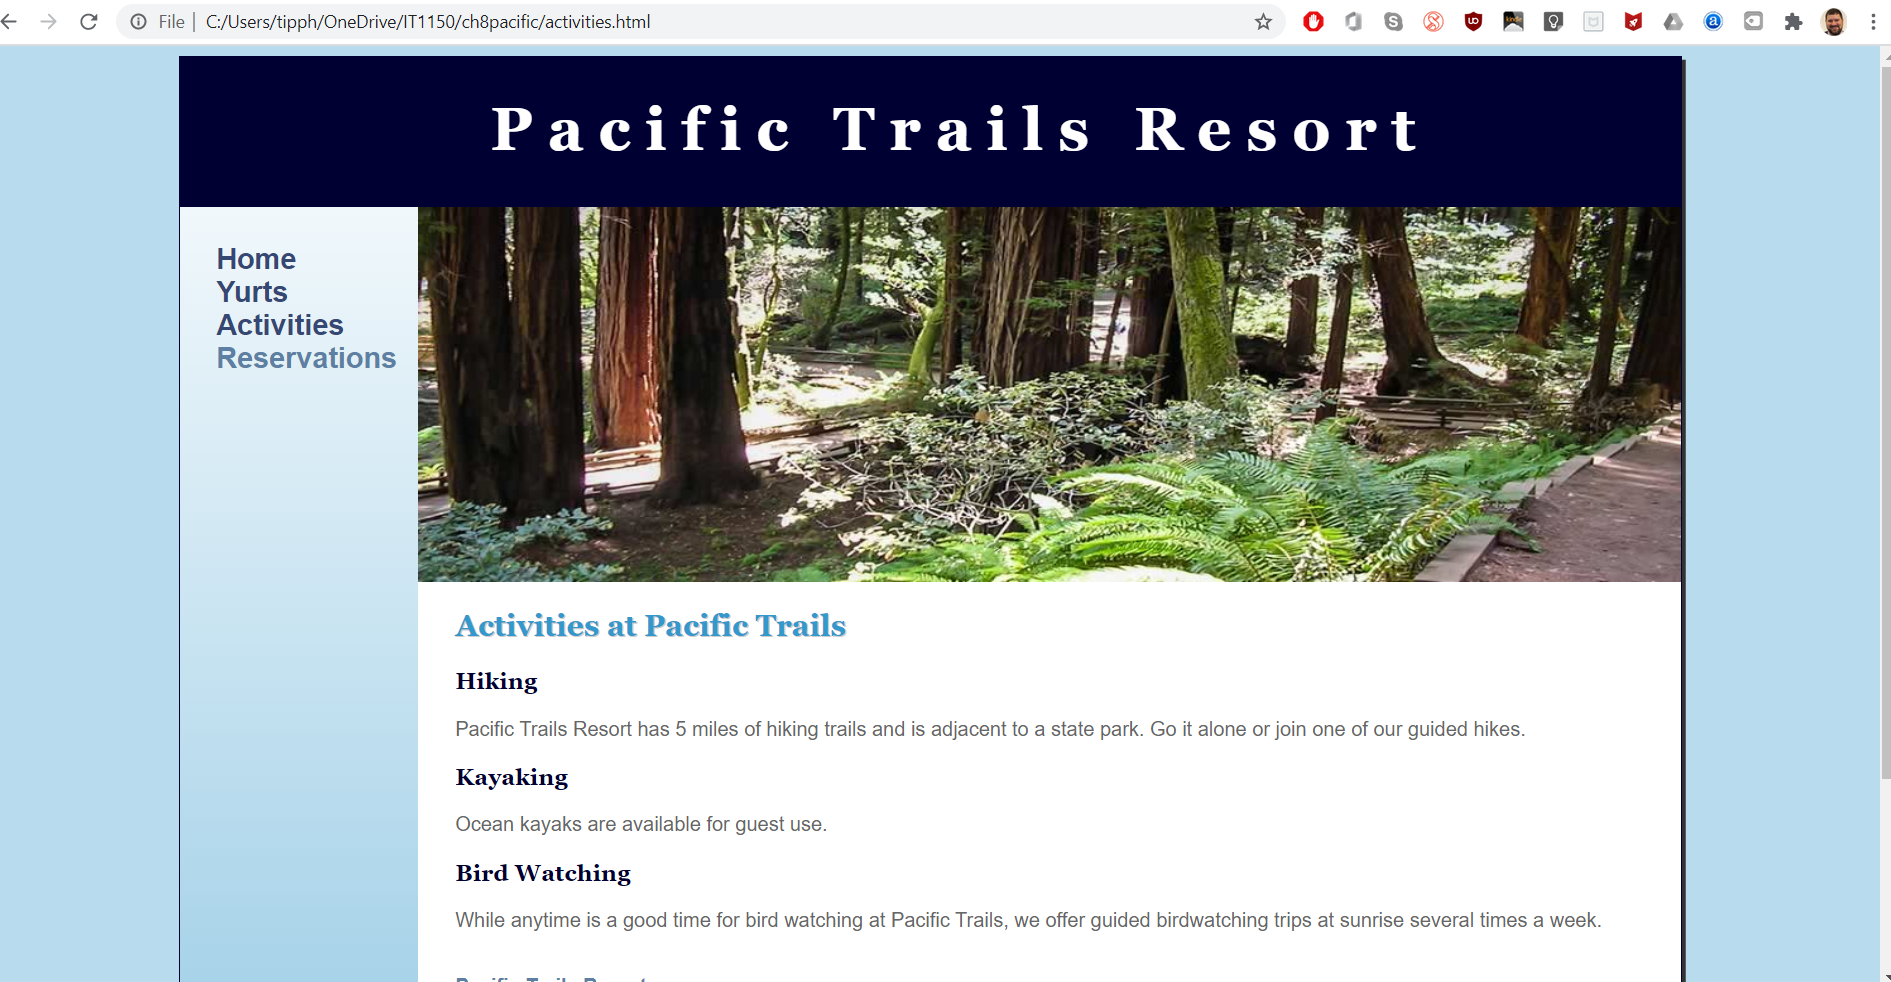 File | C:/Users/tipph/OneDrive/IT1150/ch8pacific/activities.html
Pacific Trails Resort
Home
Yurts
Activities
Reservations
Activities at Pacific Trails
Hiking
Pacific Trails Resort has 5 miles of hiking trails and is adjacent to a state park. Go it alone or join one of our guided hikes.
Kayaking
Ocean kayaks are available for guest use.
Bird Watching
While anytime is a good time for bird watching at Pacific Trails, we offer guided birdwatching trips at sunrise several times a week.
Pacific Trails Resort